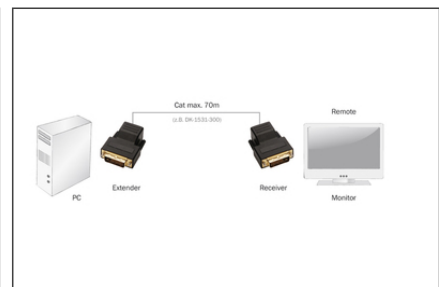 Cat max. 70m
(z.B. DK-1531-300)
Remote
PC
Extender
Receiver
Monitor